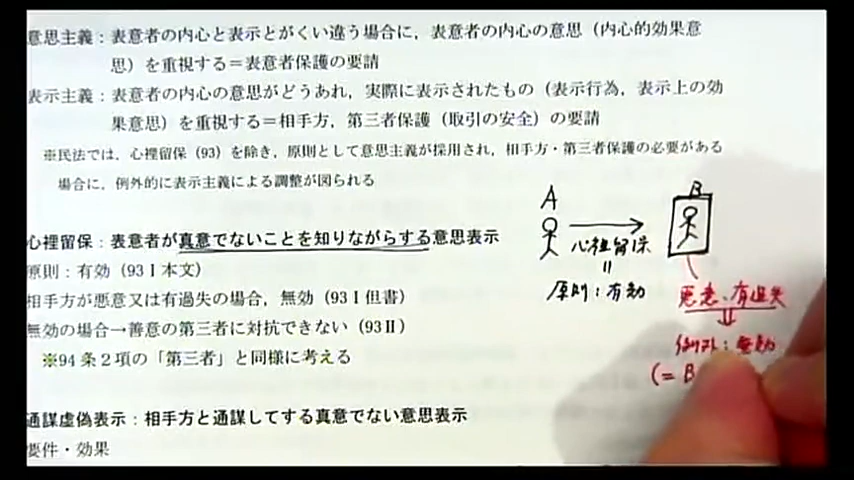 意思主義：表意者の内心と表示とがくい違う場合に，表意者の内心の意思（内心的効果意
思）を重視する＝表意者保護の要請
表示主義：表意者の内心の意思がどうあれ，実際に表示されたもの（表示行為，表示上の効
果意思）を重視する＝相手方，第三者保護（取引の安全）の要請
※民法では，心裡留保（93）を除き，原則として意思主義が採用され，相手方・第三者保護の必要がある
場合に，例外的に表示主義による調整が図られる
心裡留保：表意者が真意でないことを知りながらする意思表示
原則：有効（93Ⅰ本文）
相手方が悪意又は有過失の場合，無効（93Ⅰ但書）
無効の場合→善意の第三者に対抗できない（93Ⅱ）
※94条２項の「第三者」と同様に考える
通謀虚偽表示：相手方と通謀してする真意でない意思表示
要件・効果
A
B
心裡留保
＝
原則：有効
悪意、有過失
例外：無効
（＝B